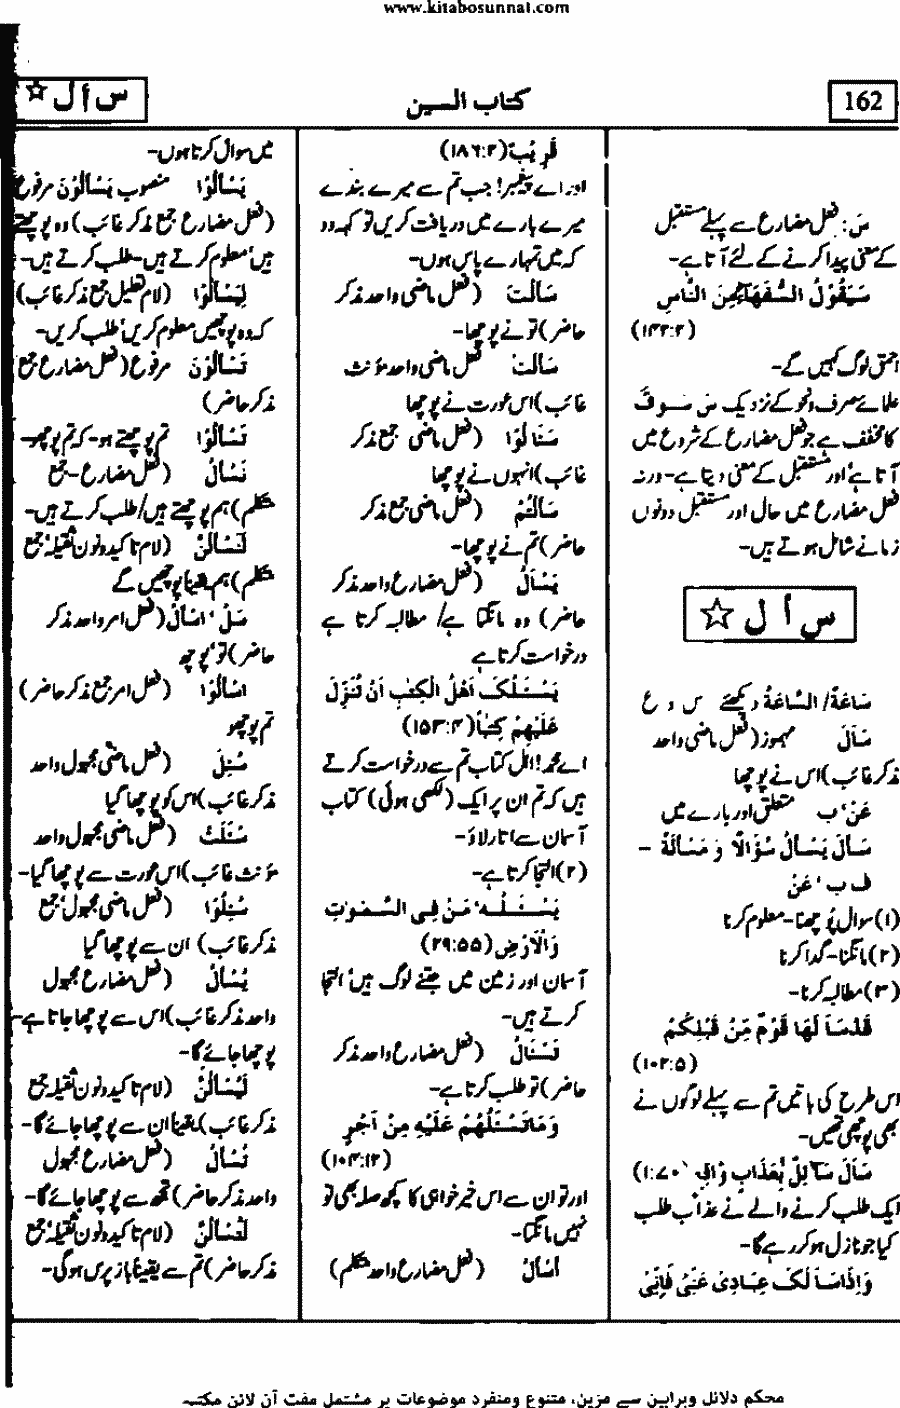 www.kitabosunnat.com
162
کتاب السین
س أ ل ☆
سَ: فعل مضارع سے پہلے مستقبل
کے معنی پیدا کرنے کے لئے آتا ہے-
سَيَقُوْلُ السُّفَهَاءُ مِنَ النَّاسِ
(۱۴۲:۲)
احمق لوگ کہیں گے-
علمائے صرف ونحو کے نزدیک س سَوفَ
کا مخفف ہے جو فعل مضارع کے شروع میں
آتا ہے اور مستقبل کے معنی دیتا ہے-ورنہ
فعل مضارع میں حال اور مستقبل دونوں
زمانے شامل ہوتے ہیں-
س أ ل ☆
سَاعَةٌ/ السَّاعَةُ دیکھئے س و ع
سَأَلَ مہموز (فعل ماضی واحد
مذکر غائب) اس نے پوچھا
عَنْ، ب متعلق اور بارے میں
سَأَلَ يَسْأَلُ سُؤَالًا وَ مَسْأَلَةً -
ف ب ' عَنْ
(۱) سوال پوچھنا-معلوم کرنا
(۲) مانگنا-گدا کرنا
(۳) مطالبہ کرنا-
قَدْسَأَ لَهَا قَوْمٌ مِّنْ قَبْلِكُمْ
(۱۰۲:۵)
اس طرح کی باتیں تم سے پہلے لوگوں نے
بھی پوچھی تھیں-
سَأَلَ سَآئِلٌ بِعَذَابٍ وَّاقِعٍ (۱:۷۰)
ایک طلب کرنے والے نے عذاب طلب
کیا جو نازل ہو کر رہے گا-
وَإِذَاسَأَ لَكَ عِبَادِىْ عَنِّىْ فَاِنِّىْ
قَرِيْبٌ (۱۸۶:۲)
اور اے پیغمبر! جب تم سے میرے بندے
میرے بارے میں دریافت کریں تو کہہ دو
کہ میں تمہارے پاس ہوں-
سَأَلْتَ (فعل ماضی واحد مذکر
حاضر) تو نے پوچھا-
سَأَلَتْ فعل ماضی واحد مؤنث
غائب) اس عورت نے پوچھا
سَأَلُوْا (فعل ماضی جمع مذکر
غائب) انہوں نے پوچھا
سَأَلْتُمْ (فعل ماضی جمع مذکر
حاضر) تم نے پوچھا-
يَسْأَلُ (فعل مضارع واحد مذکر
حاضر) وہ مانگتا ہے/ مطالبہ کرتا ہے
درخواست کرتا ہے
يَسْئَلُكَ اَهْلُ الْكِتٰبِ اَنْ تُنَزِّلَ
عَلَيْهِمْ كِتٰبًا (۱۵۳:۴)
اے محمد! اہل کتاب تم سے درخواست کرتے
ہیں کہ تم ان پر ایک (لکھی ہوئی) کتاب
آسمان سے اتار لاؤ-
(۲) التجا کرتا ہے-
يَسْئَلُهٗ مَنْ فِى السَّمٰوٰتِ
وَالْاَرْضِ (۲۹:۵۵)
آسمان اور زمین میں جتنے لوگ ہیں' التجا
کرتے ہیں-
تَسْأَلُ (فعل مضارع واحد مذکر
حاضر) تو طلب کرتا ہے-
وَمَاتَسْئَلُهُمْ عَلَيْهِ مِنْ اَجْرٍ
(۱۰۴:۱۲)
اور تو ان سے اس خیر خواہی کا کچھ صلہ بھی تو
نہیں مانگتا-
أَسْأَلُ (فعل مضارع واحد متکلم)
میں سوال کرتا ہوں-
يَسْأَلُوْا منصوب يَسْأَلُوْنَ مرفوع
(فعل مضارع جمع مذکر غائب) وہ پوچھتے
ہیں' معلوم کرتے ہیں-طلب کرتے ہیں-
لِيَسْأَلُوْا (لام تعلیل جمع مذکر غائب)
کہ وہ پوچھیں' معلوم کریں' طلب کریں-
تَسْأَلُوْنَ مرفوع (فعل مضارع جمع
مذکر حاضر)
تَسْأَلُوْا تم پوچھتے ہو-کہ تم پوچھو-
نَسْأَلُ (فعل مضارع-جمع
متکلم) ہم پوچھتے ہیں/طلب کرتے ہیں-
لَنَسْأَلَنَّ (لام تاکید و نون ثقیلہ' جمع
متکلم) ہم یقیناً پوچھیں گے
سَلْ ' اسْأَلْ (فعل امر واحد مذکر
حاضر) تو' پوچھ
اسْأَلُوْا (فعل امر جمع مذکر حاضر)
تم پوچھو
سُئِلَ (فعل ماضی مجہول واحد
مذکر غائب) اس کو پوچھا گیا
سُئِلَتْ (فعل ماضی مجہول واحد
مؤنث غائب) اس عورت سے پوچھا گیا-
سُئِلُوْا (فعل ماضی مجہول' جمع
مذکر غائب) ان سے پوچھا گیا
يُسْأَلُ (فعل مضارع مجہول
واحد مذکر غائب) اس سے پوچھا جاتا ہے-
پوچھا جائے گا-
لَيُسْأَلُنَّ (لام تاکید و نون ثقیلہ جمع
مذکر غائب) یقیناً ان سے پوچھا جائے گا-
تُسْأَلُ (فعل مضارع مجہول
واحد مذکر حاضر) تجھ سے پوچھا جائے گا-
لَتُسْأَلُنَّ (لام تاکید و نون ثقیلہ' جمع
مذکر حاضر) تم سے یقیناً باز پرس ہوگی-
محکم دلائل وبراہین سے مزین، متنوع ومنفرد موضوعات پر مشتمل مفت آن لائن مکتبہ